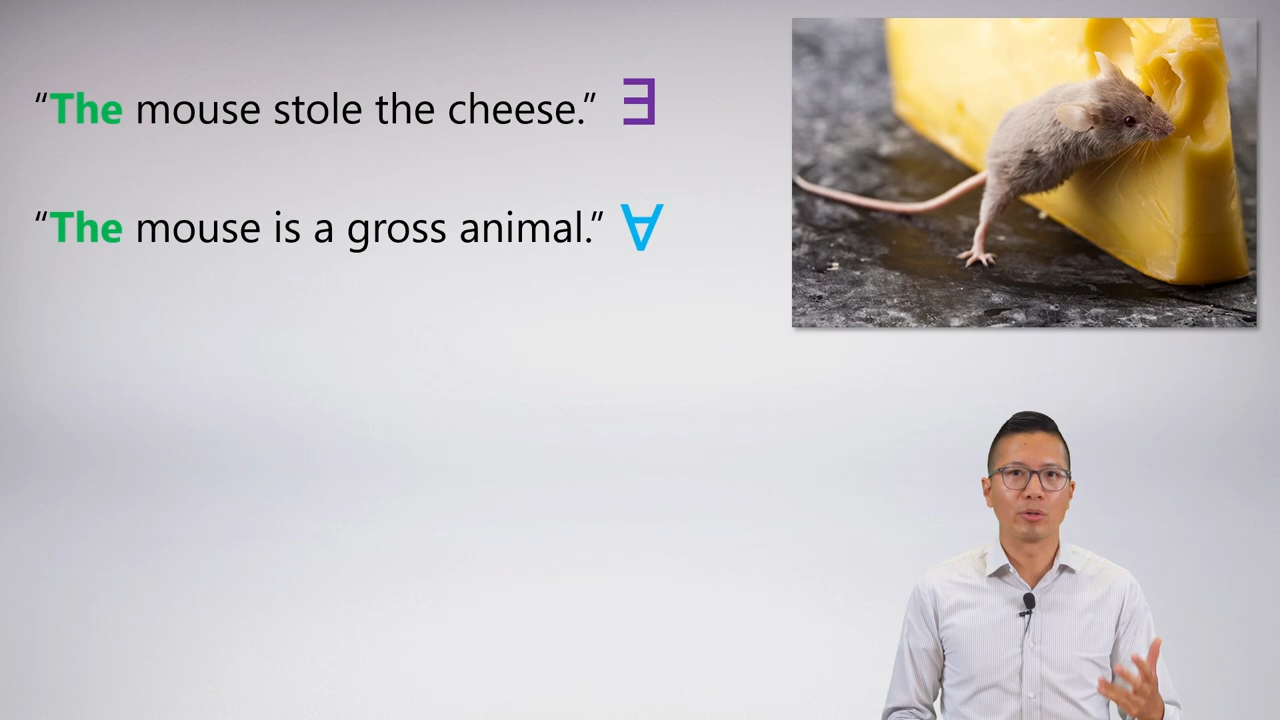 “The mouse stole the cheese.” ∃
“The mouse is a gross animal.” ∀